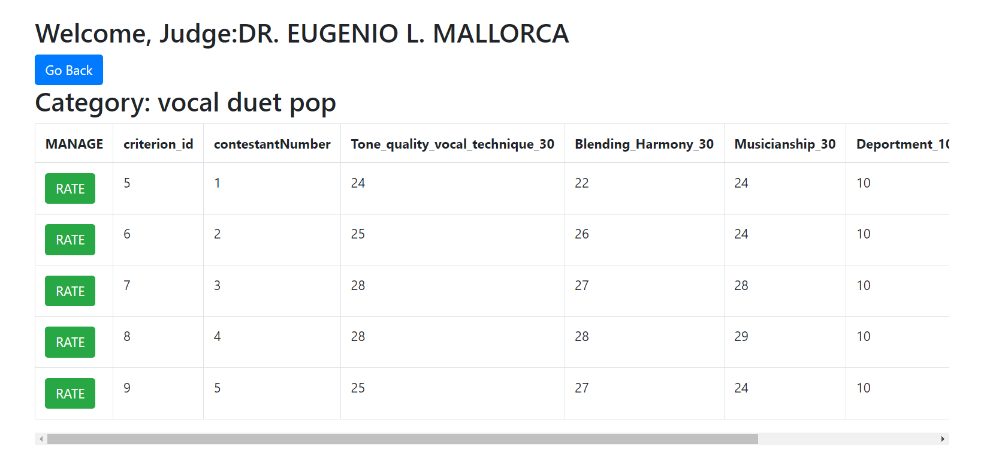 Welcome, Judge:DR. EUGENIO L. MALLORCA
Go Back
Category: vocal duet pop
MANAGE criterion_id contestantNumber Tone_quality_vocal_technique_30 Blending_Harmony_30 Musicianship_30 Deportment_10
RATE 5 1 24 22 24 10
RATE 6 2 25 26 24 10
RATE 7 3 28 27 28 10
RATE 8 4 28 28 29 10
RATE 9 5 25 27 24 10